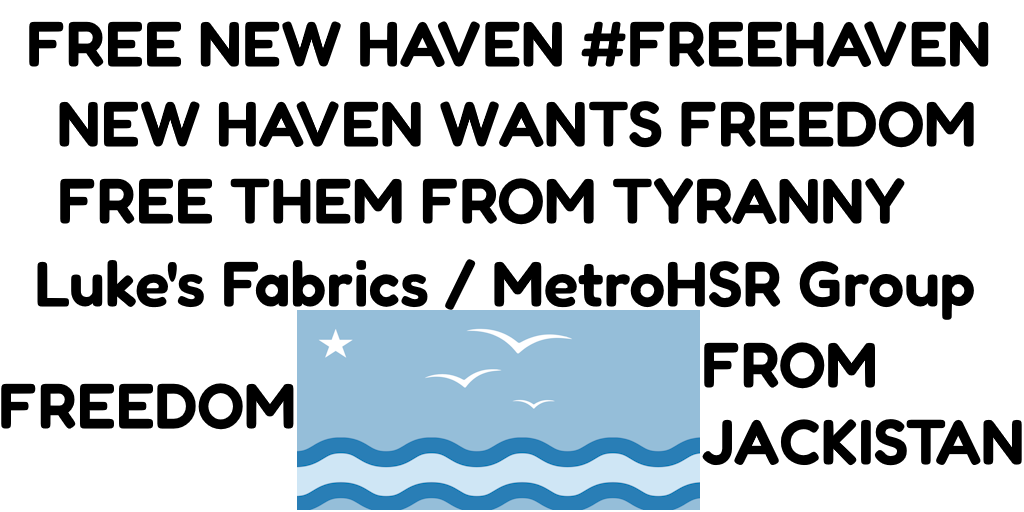 FREE NEW HAVEN #FREEHAVEN
NEW HAVEN WANTS FREEDOM
FREE THEM FROM TYRANNY
Luke's Fabrics / MetroHSR Group
FREEDOM
FROM
JACKISTAN